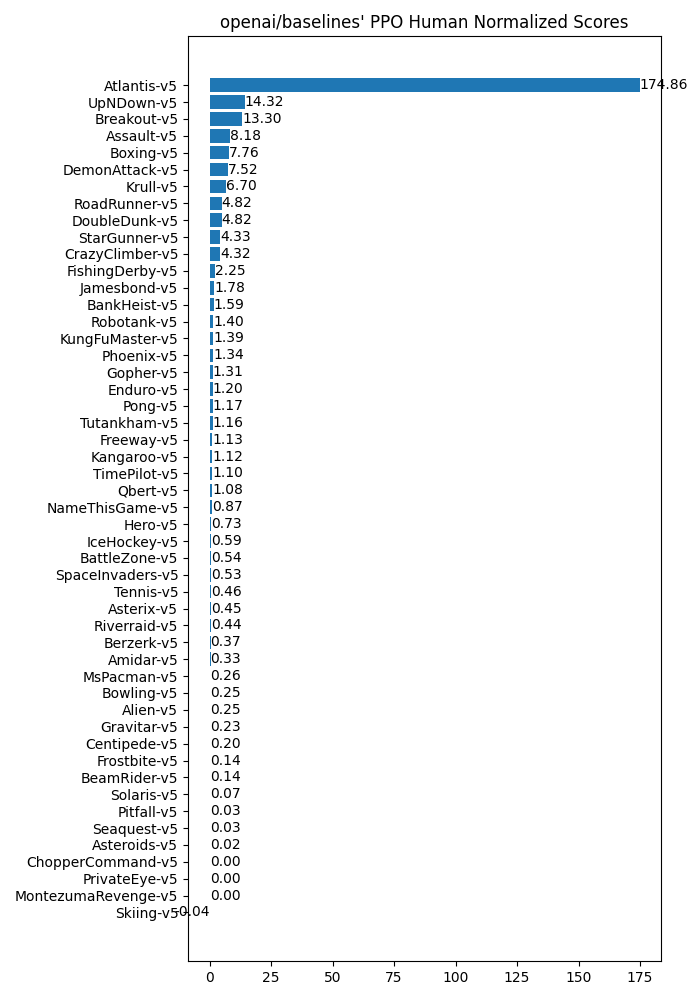 openai/baselines' PPO Human Normalized Scores
Atlantis-v5 174.86
UpNDown-v5 14.32
Breakout-v5 13.30
Assault-v5 8.18
Boxing-v5 7.76
DemonAttack-v5 7.52
Krull-v5 6.70
RoadRunner-v5 4.82
DoubleDunk-v5 4.82
StarGunner-v5 4.33
CrazyClimber-v5 4.32
FishingDerby-v5 2.25
Jamesbond-v5 1.78
BankHeist-v5 1.59
Robotank-v5 1.40
KungFuMaster-v5 1.39
Phoenix-v5 1.34
Gopher-v5 1.31
Enduro-v5 1.20
Pong-v5 1.17
Tutankham-v5 1.16
Freeway-v5 1.13
Kangaroo-v5 1.12
TimePilot-v5 1.10
Qbert-v5 1.08
NameThisGame-v5 0.87
Hero-v5 0.73
IceHockey-v5 0.59
BattleZone-v5 0.54
SpaceInvaders-v5 0.53
Tennis-v5 0.46
Asterix-v5 0.45
Riverraid-v5 0.44
Berzerk-v5 0.37
Amidar-v5 0.33
MsPacman-v5 0.26
Bowling-v5 0.25
Alien-v5 0.25
Gravitar-v5 0.23
Centipede-v5 0.20
Frostbite-v5 0.14
BeamRider-v5 0.14
Solaris-v5 0.07
Pitfall-v5 0.03
Seaquest-v5 0.03
Asteroids-v5 0.02
ChopperCommand-v5 0.00
PrivateEye-v5 0.00
MontezumaRevenge-v5 0.00
Skiing-v5 -0.04
0 25 50 75 100 125 150 175